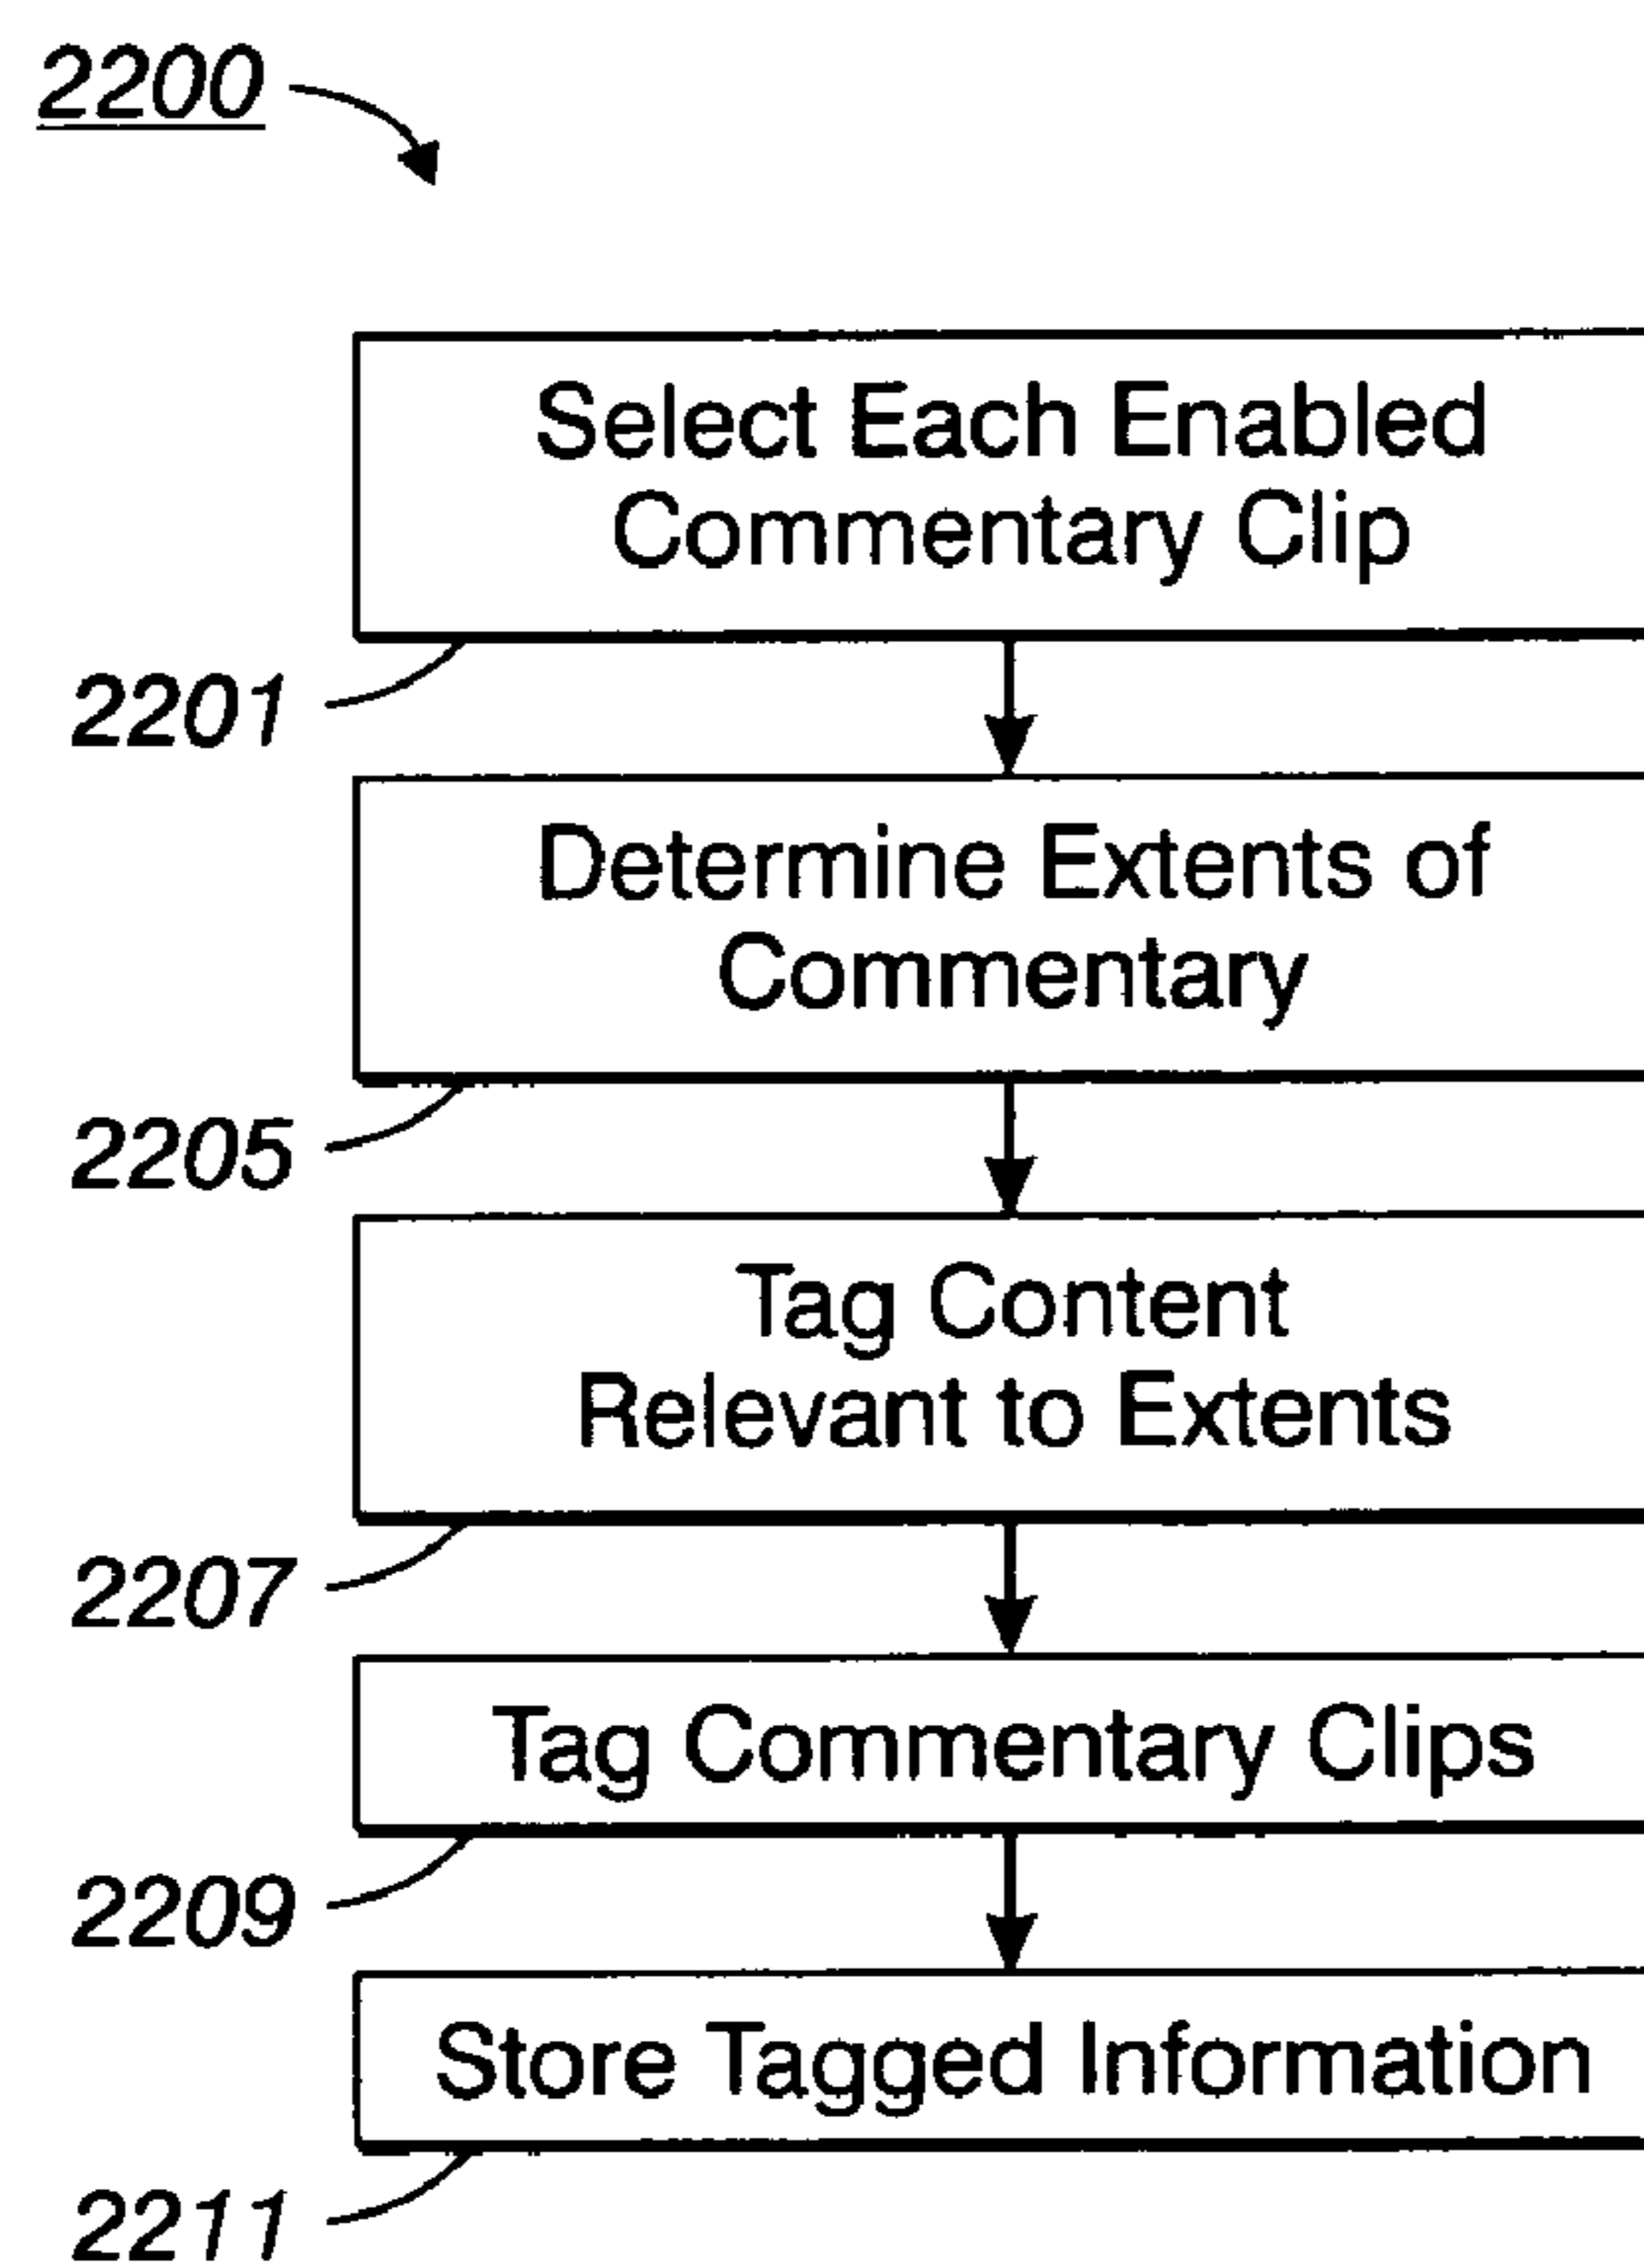 2200
Select Each Enabled
Commentary Clip
2201
Determine Extents of
Commentary
2205
Tag Content
Relevant to Extents
2207
Tag Commentary Clips
2209
Store Tagged Information
2211